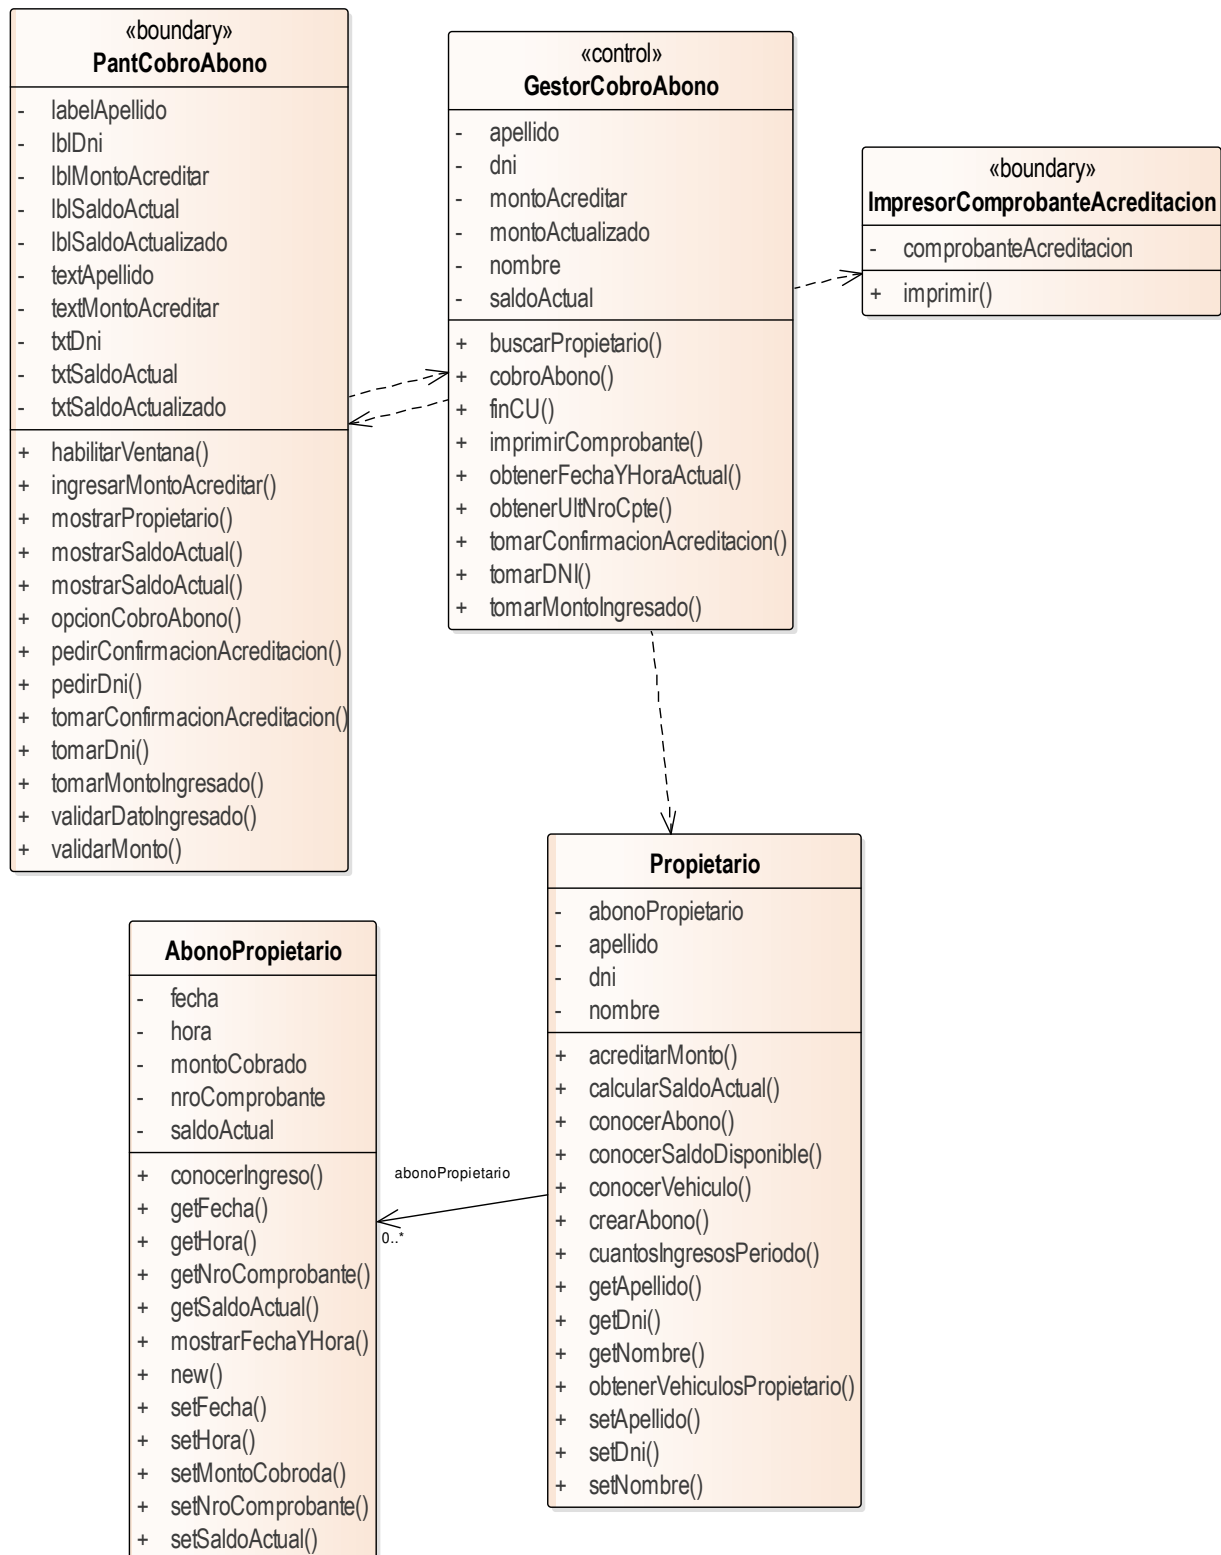 «boundary»
PantCobroAbono
- labelApellido
- lblDni
- lblMontoAcreditar
- lblSaldoActual
- lblSaldoActualizado
- textApellido
- textMontoAcreditar
- txtDni
- txtSaldoActual
- txtSaldoActualizado
+ habilitarVentana()
+ ingresarMontoAcreditar()
+ mostrarPropietario()
+ mostrarSaldoActual()
+ mostrarSaldoActual()
+ opcionCobroAbono()
+ pedirConfirmacionAcreditacion()
+ pedirDni()
+ tomarConfirmacionAcreditacion()
+ tomarDni()
+ tomarMontoIngresado()
+ validarDatoIngresado()
+ validarMonto()
«control»
GestorCobroAbono
- apellido
- dni
- montoAcreditar
- montoActualizado
- nombre
- saldoActual
+ buscarPropietario()
+ cobroAbono()
+ finCU()
+ imprimirComprobante()
+ obtenerFechaYHoraActual()
+ obtenerUltNroCpte()
+ tomarConfirmacionAcreditacion()
+ tomarDNI()
+ tomarMontoIngresado()
«boundary»
ImpresorComprobanteAcreditacion
- comprobanteAcreditacion
+ imprimir()
Propietario
- abonoPropietario
- apellido
- dni
- nombre
+ acreditarMonto()
+ calcularSaldoActual()
+ conocerAbono()
+ conocerSaldoDisponible()
+ conocerVehiculo()
+ crearAbono()
+ cuantosIngresosPeriodo()
+ getApellido()
+ getDni()
+ getNombre()
+ obtenerVehiculosPropietario()
+ setApellido()
+ setDni()
+ setNombre()
abonoPropietario
0..*
AbonoPropietario
- fecha
- hora
- montoCobrado
- nroComprobante
- saldoActual
+ conocerIngreso()
+ getFecha()
+ getHora()
+ getNroComprobante()
+ getSaldoActual()
+ mostrarFechaYHora()
+ new()
+ setFecha()
+ setHora()
+ setMontoCobroda()
+ setNroComprobante()
+ setSaldoActual()